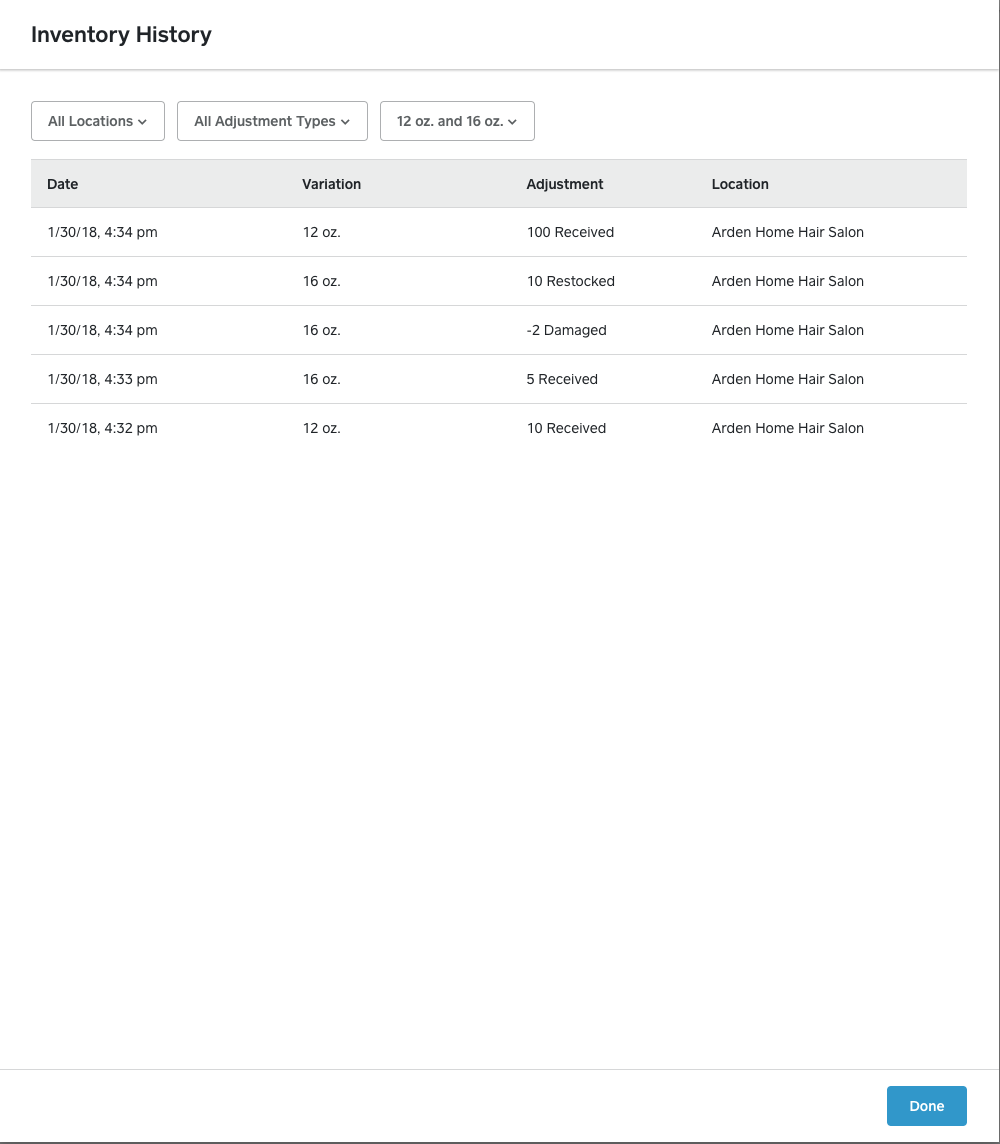 Inventory History
All Locations All Adjustment Types 12 oz. and 16 oz.
Date Variation Adjustment Location
1/30/18, 4:34 pm 12 oz. 100 Received Arden Home Hair Salon
1/30/18, 4:34 pm 16 oz. 10 Restocked Arden Home Hair Salon
1/30/18, 4:34 pm 16 oz. -2 Damaged Arden Home Hair Salon
1/30/18, 4:33 pm 16 oz. 5 Received Arden Home Hair Salon
1/30/18, 4:32 pm 12 oz. 10 Received Arden Home Hair Salon
Done